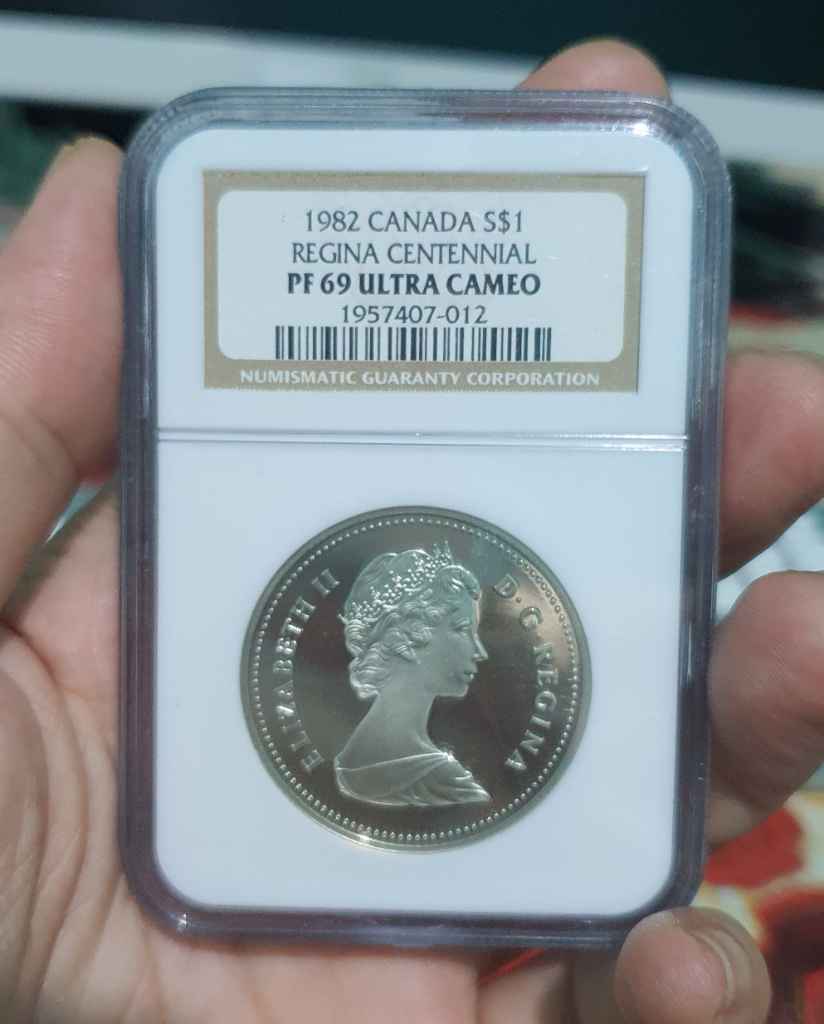 1982 CANADA S$1
REGINA CENTENNIAL
PF 69 ULTRA CAMEO
1957407-012
NUMISMATIC GUARANTY CORPORATION
ELIZABETH II D·G·REGINA